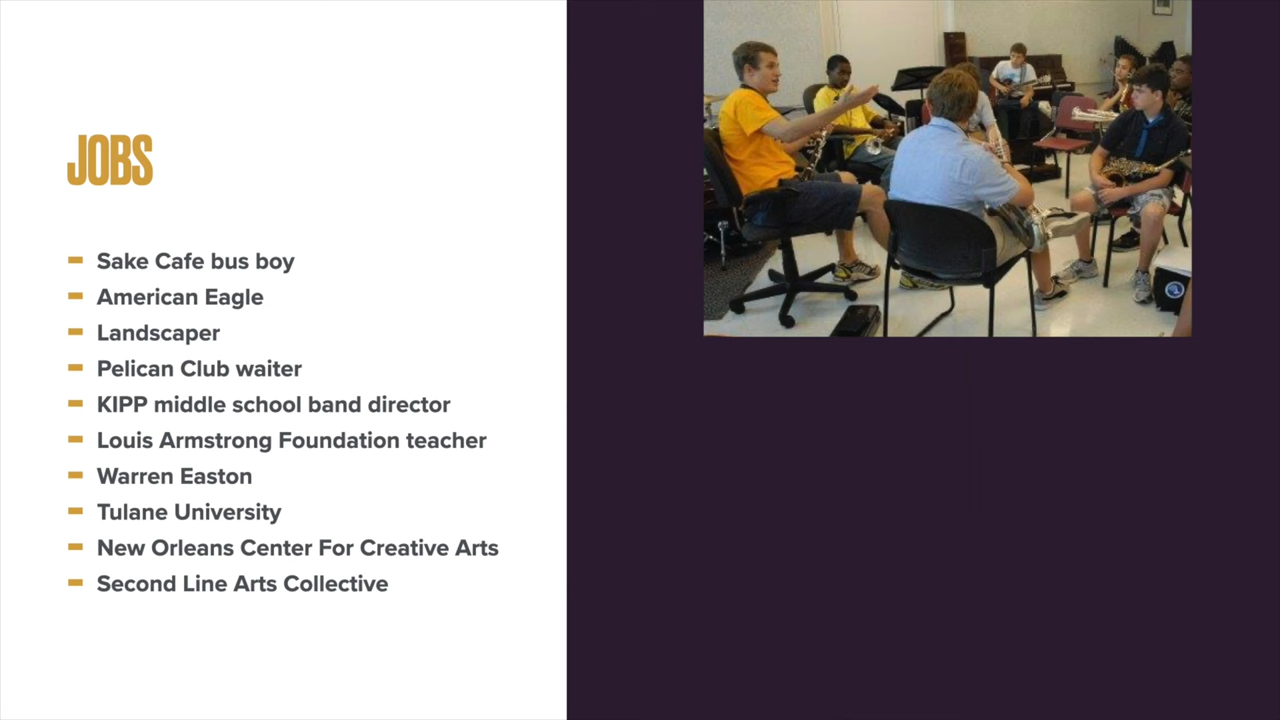 JOBS
Sake Cafe bus boy
American Eagle
Landscaper
Pelican Club waiter
KIPP middle school band director
Louis Armstrong Foundation teacher
Warren Easton
Tulane University
New Orleans Center For Creative Arts
Second Line Arts Collective